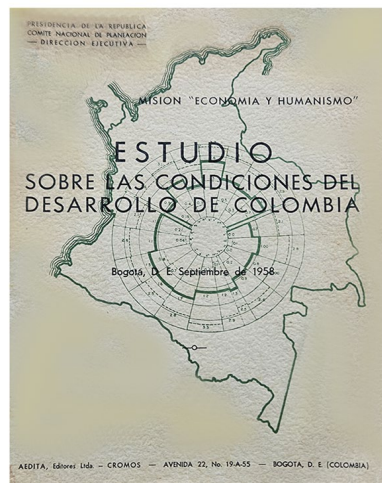 PRESIDENCIA DE LA REPUBLICA
COMITE NACIONAL DE PLANEACION
— DIRECCION EJECUTIVA —
MISION "ECONOMIA Y HUMANISMO"
ESTUDIO
SOBRE LAS CONDICIONES DEL
DESARROLLO DE COLOMBIA
Bogotá, D. E. Septiembre de 1958
AEDITA, Editores Ltda. — CROMOS — AVENIDA 22, No. 19-A-55 — BOGOTA, D. E. (COLOMBIA)